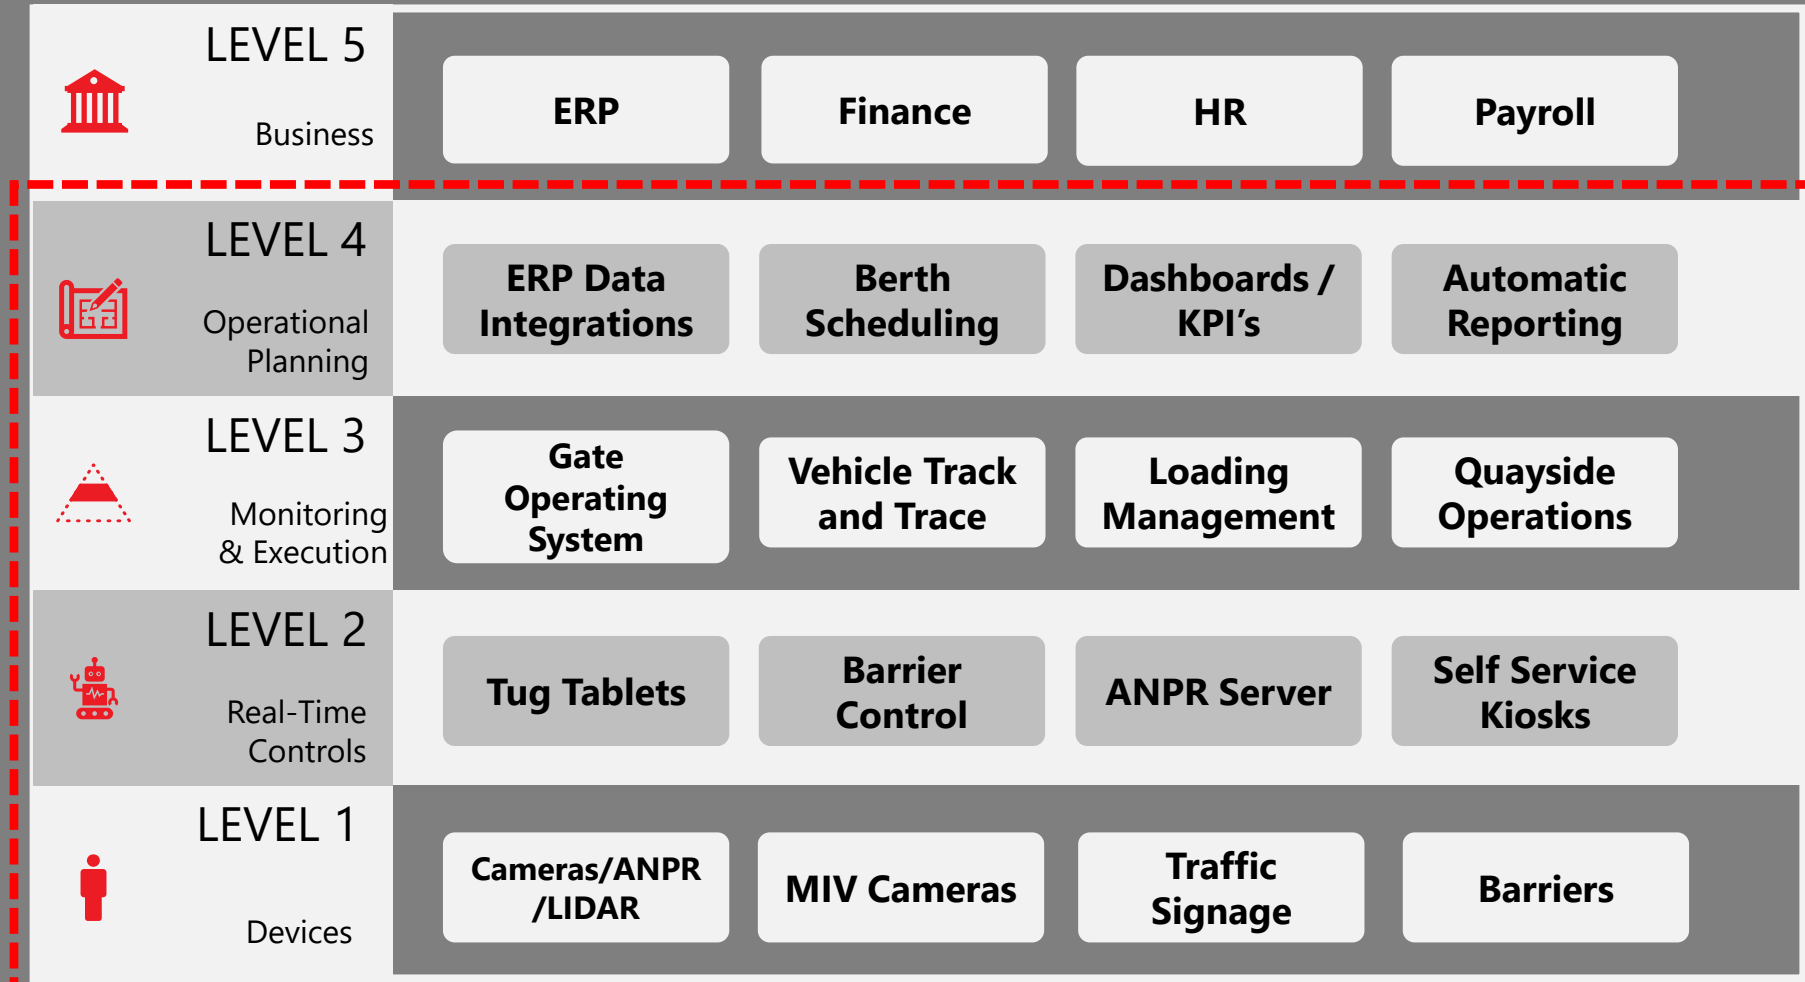 LEVEL 5
Business
ERP
Finance
HR
Payroll
LEVEL 4
Operational
Planning
ERP Data
Integrations
Berth
Scheduling
Dashboards /
KPI’s
Automatic
Reporting
LEVEL 3
Monitoring
& Execution
Gate
Operating
System
Vehicle Track
and Trace
Loading
Management
Quayside
Operations
LEVEL 2
Real-Time
Controls
Tug Tablets
Barrier
Control
ANPR Server
Self Service
Kiosks
LEVEL 1
Devices
Cameras/ANPR
/LIDAR
MIV Cameras
Traffic
Signage
Barriers